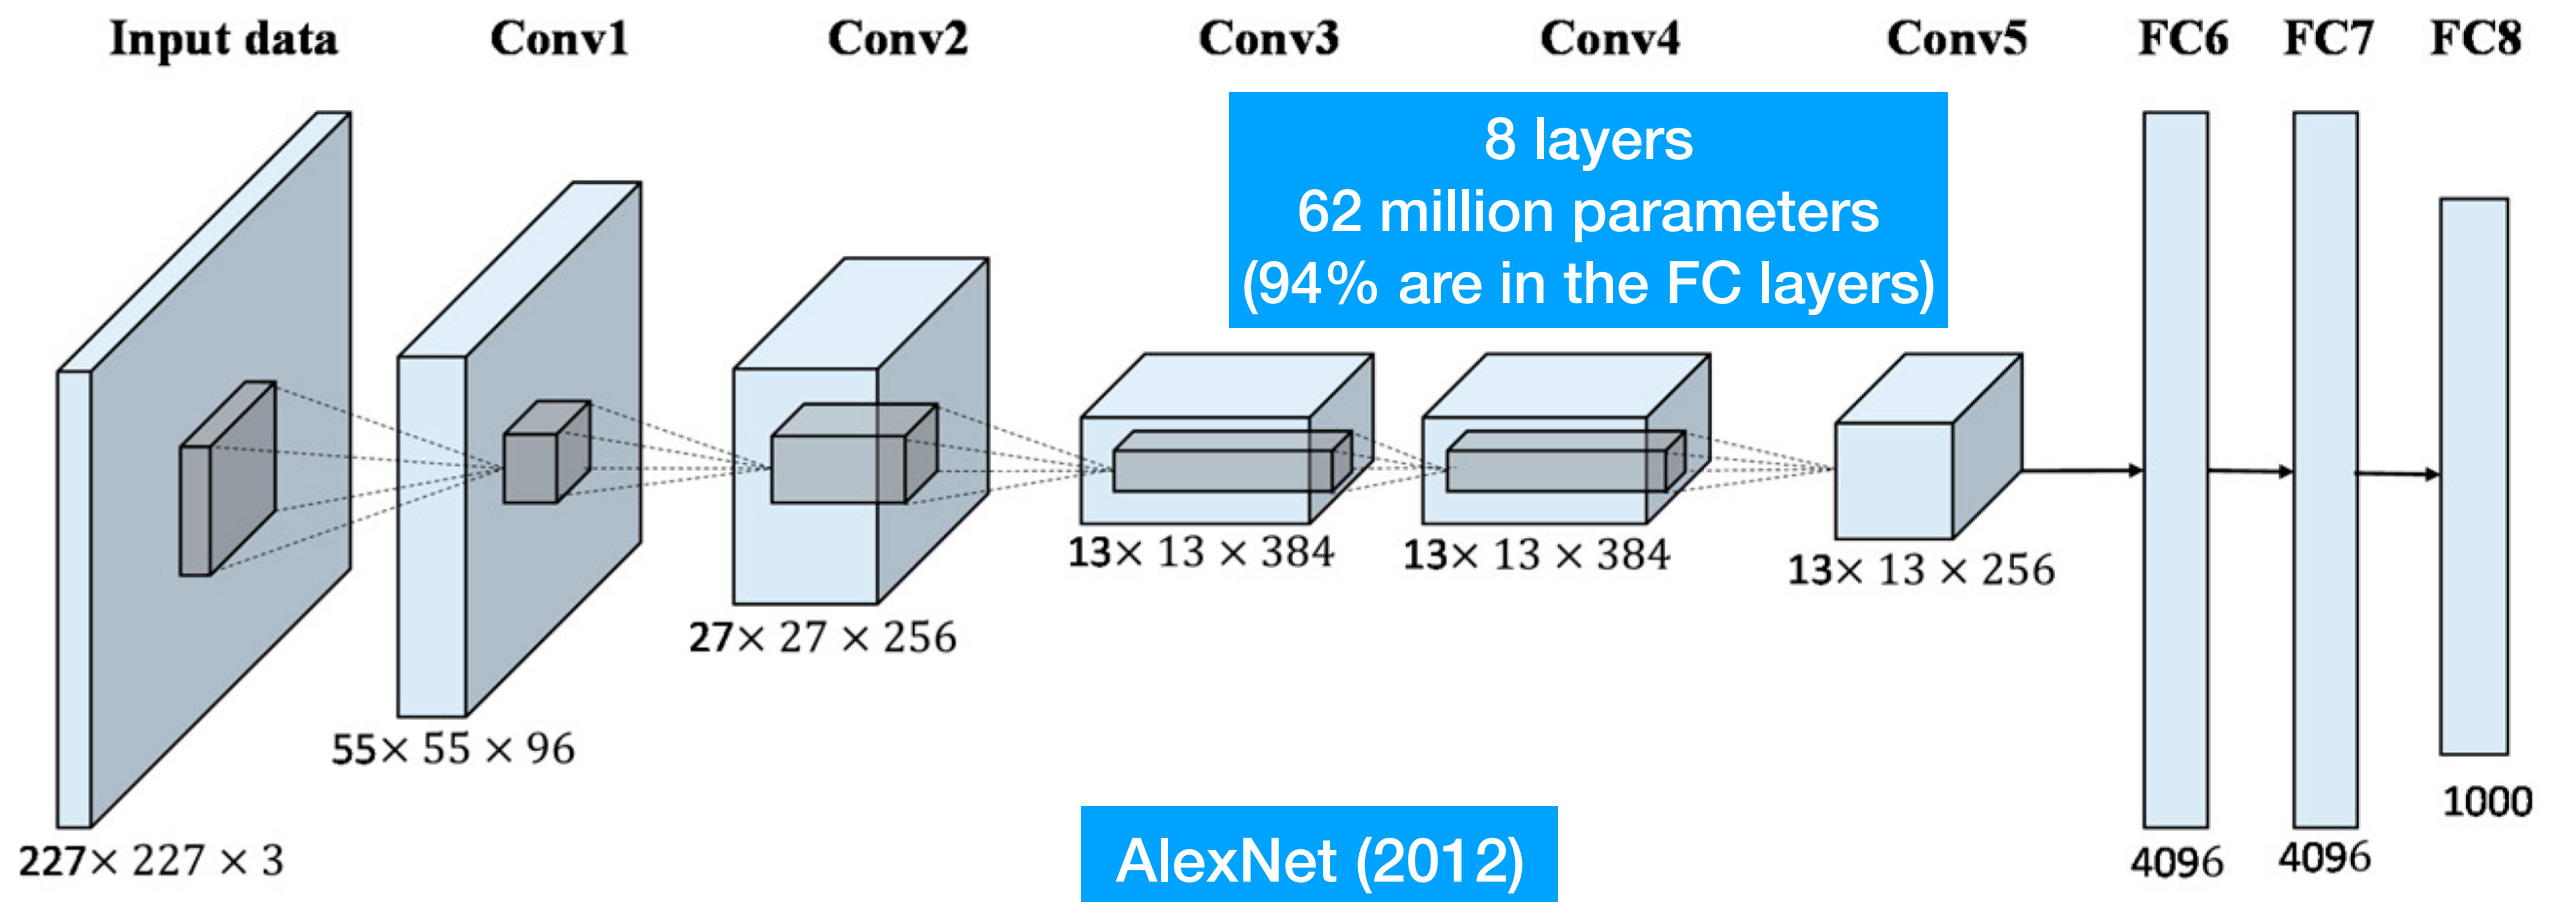 Input data
Conv1
Conv2
Conv3
Conv4
Conv5
FC6
FC7
FC8
8 layers
62 million parameters
(94% are in the FC layers)
227× 227 × 3
55× 55 × 96
27× 27 × 256
13× 13 × 384
13× 13 × 384
13× 13 × 256
4096
4096
1000
AlexNet (2012)